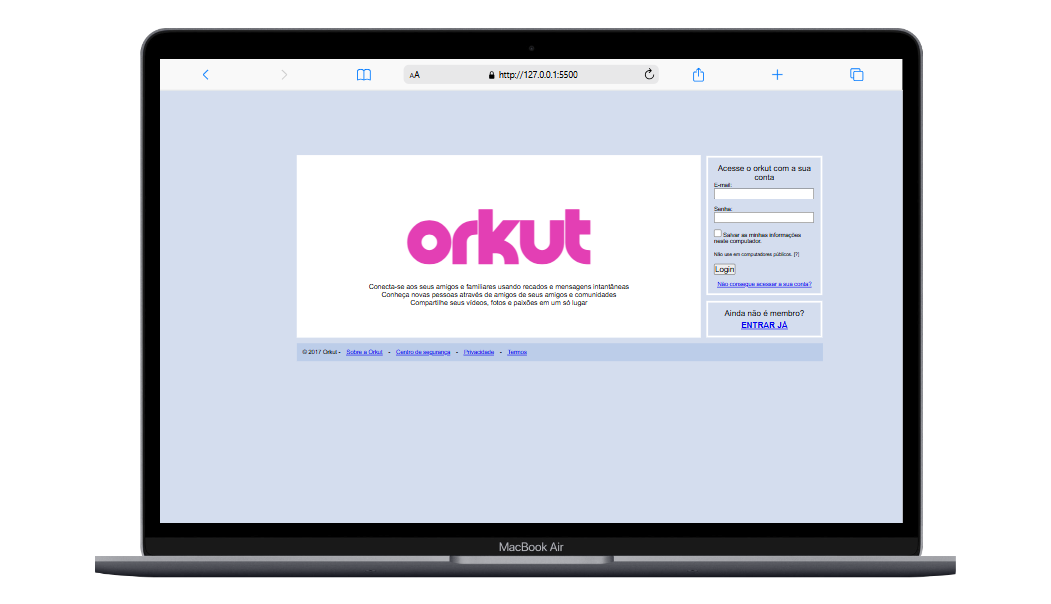 AA
http://127.0.0.1:5500
orkut
Conecta-se aos seus amigos e familiares usando recados e mensagens intantâneas
Conheça novas pessoas através de amigos de seus amigos e comunidades
Compartilhe seus vídeos, fotos e paixões em um só lugar
Acesse o orkut com a sua
conta
E-mail:
Senha:
Salvar as minhas informações
neste computador.
Não use em computadores públicos. [?]
Login
Não consegue acessar a sua conta?
Ainda não é membro?
ENTRAR JÁ
© 2017 Orkut - Sobre a Orkut - Centro de segurança - Privacidade - Termos
MacBook Air